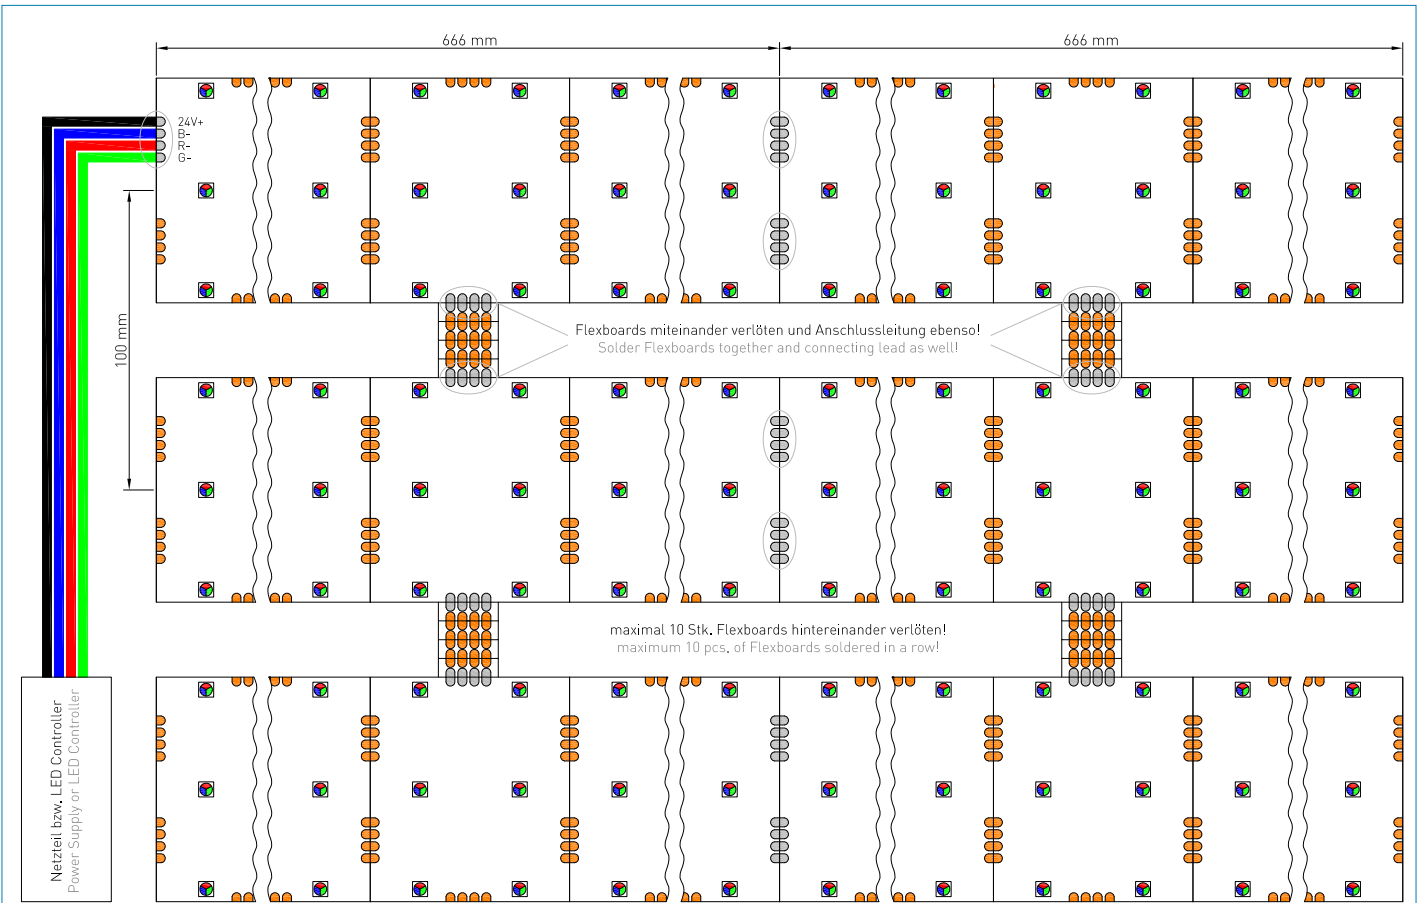 666 mm
666 mm
24V+
B-
R-
G-
100 mm
Flexboards miteinander verlöten und Anschlussleitung ebenso!
Solder Flexboards together and connecting lead as well!
maximal 10 Stk. Flexboards hintereinander verlöten!
maximum 10 pcs. of Flexboards soldered in a row!
Netzteil bzw. LED Controller
Power Supply or LED Controller